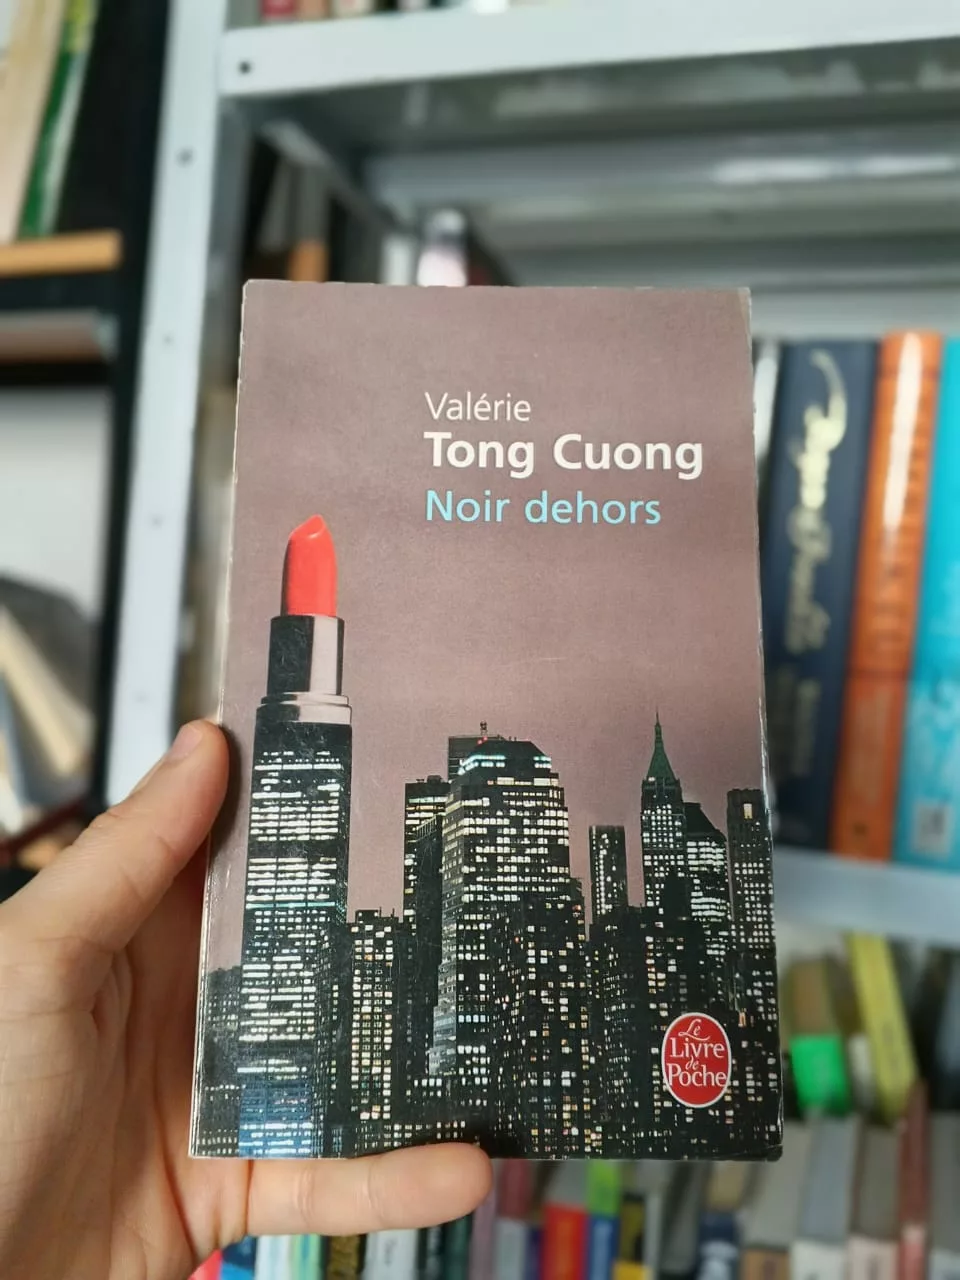 Valérie
Tong Cuong
Noir dehors
Le
Livre
de
Poche